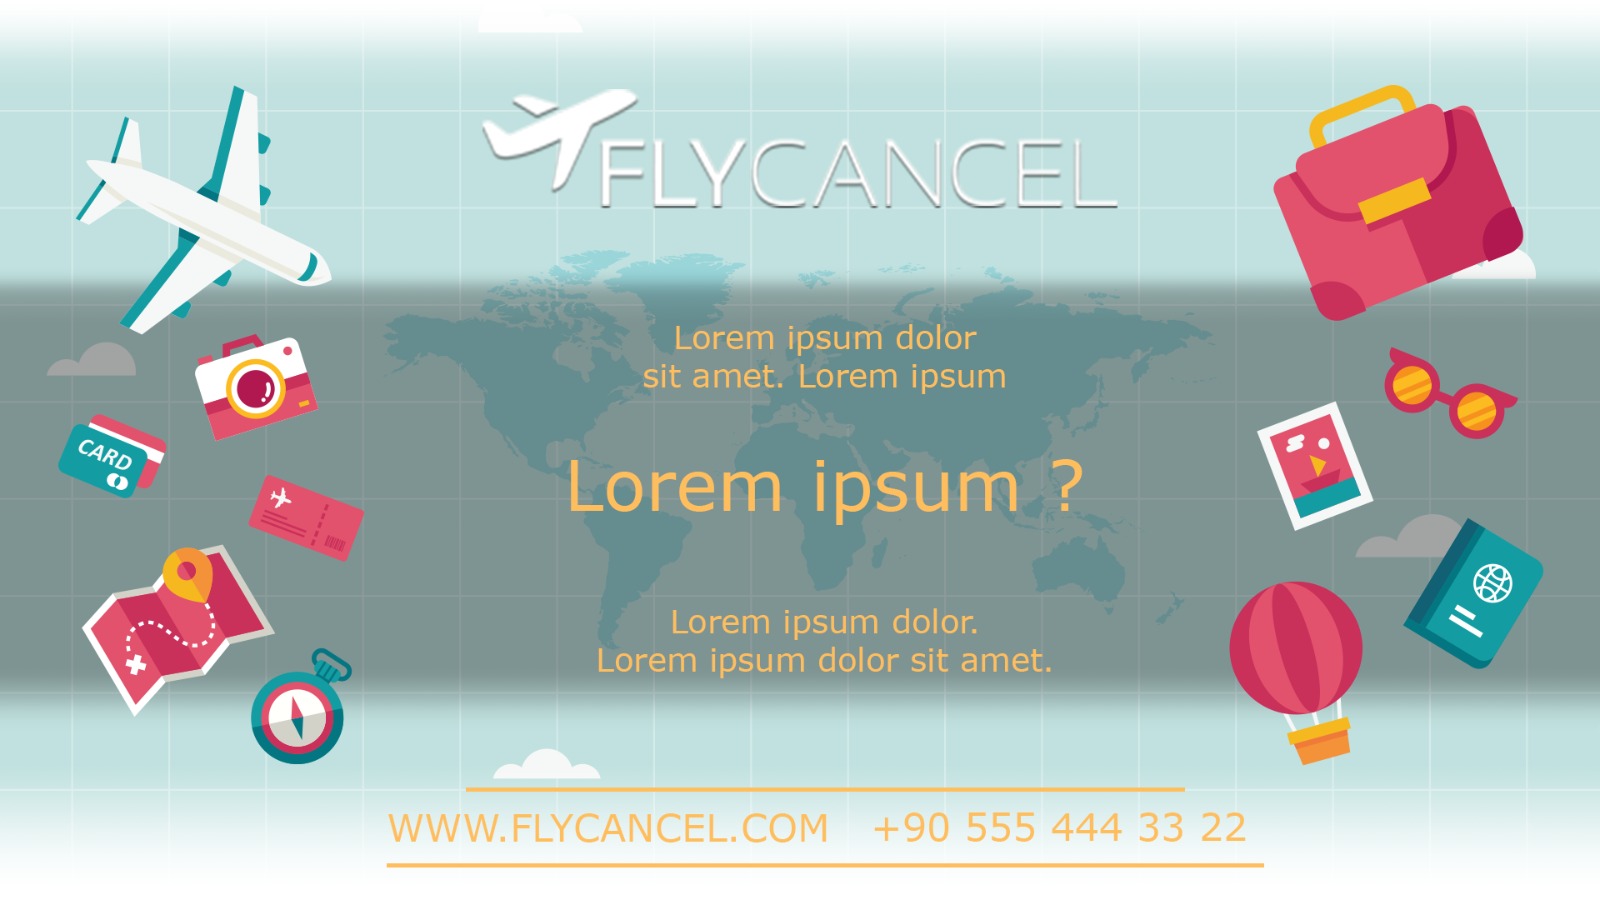 FLYCANCEL
Lorem ipsum dolor
sit amet. Lorem ipsum
CARD
Lorem ipsum ?
Lorem ipsum dolor.
Lorem ipsum dolor sit amet.
WWW.FLYCANCEL.COM +90 555 444 33 22